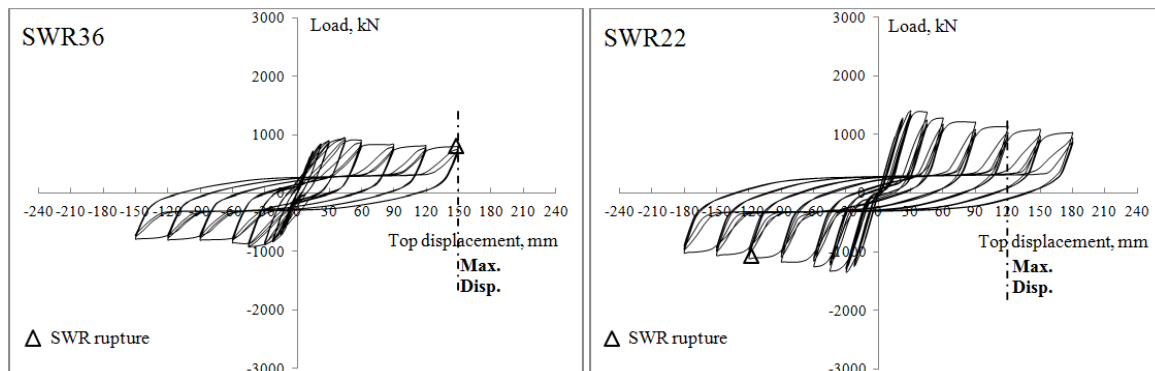 SWR36
Load, kN
3000
2000
1000
0
-240 -210 -180 -150 -120 -90 -60 -30 0 30 60 90 120 150 180 210 240
-1000
-2000
-3000
Top displacement, mm
Max.
Disp.
△ SWR rupture
SWR22
Load, kN
3000
2000
1000
0
-240 -210 -180 -150 -120 -90 -60 -30 0 30 60 90 120 150 180 210 240
-1000
-2000
-3000
Top displacement, mm
Max.
Disp.
△ SWR rupture